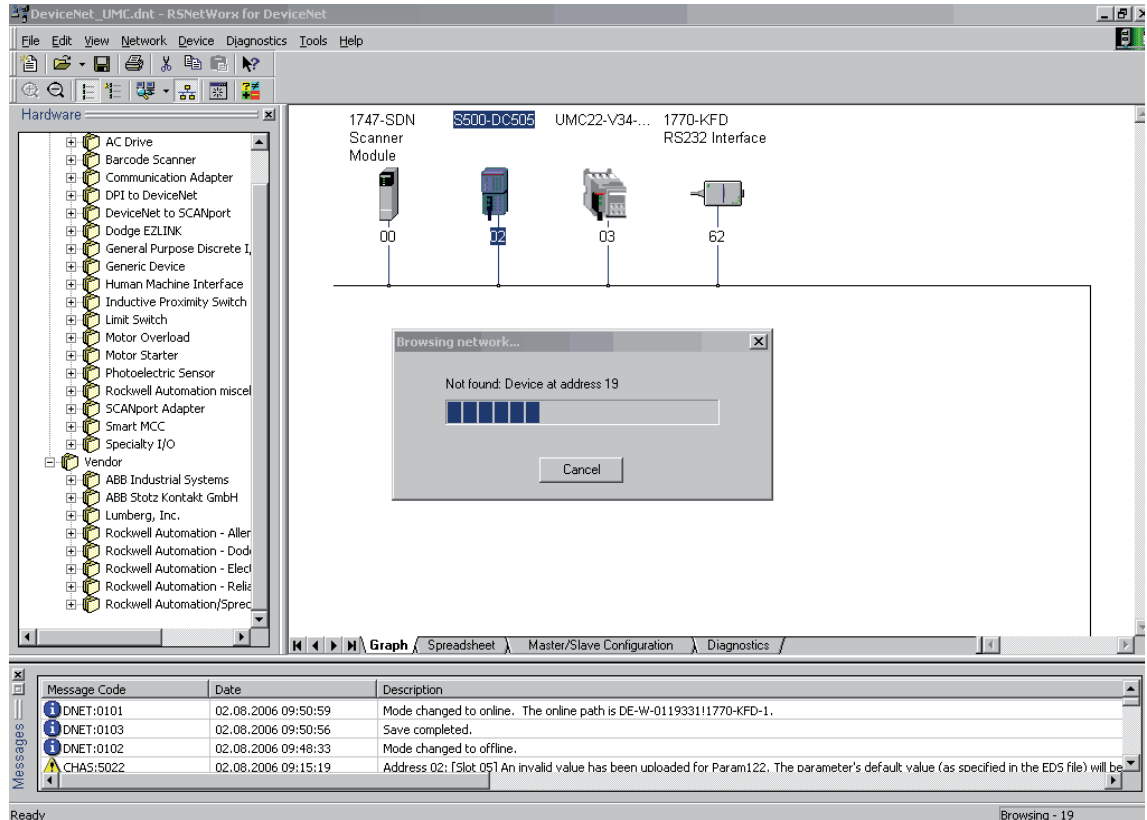 DeviceNet_UMC.dnt - RSNetWorx for DeviceNet
File Edit View Network Device Diagnostics Tools Help
Hardware
AC Drive
Barcode Scanner
Communication Adapter
DPI to DeviceNet
DeviceNet to SCANport
Dodge EZLINK
General Purpose Discrete I,
Generic Device
Human Machine Interface
Inductive Proximity Switch
Limit Switch
Motor Overload
Motor Starter
Photoelectric Sensor
Rockwell Automation miscel
SCANport Adapter
Smart MCC
Specialty I/O
Vendor
ABB Industrial Systems
ABB Stotz Kontakt GmbH
Lumberg, Inc.
Rockwell Automation - Aller
Rockwell Automation - Dod
Rockwell Automation - Elect
Rockwell Automation - Relia
Rockwell Automation/Sprec
1747-SDN
Scanner
Module
S500-DC505
UMC22-V34-...
1770-KFD
RS232 Interface
00
02
03
62
Browsing network...
Not found: Device at address 19
Cancel
Graph Spreadsheet Master/Slave Configuration Diagnostics
Messages
Message Code Date Description
DNET:0101 02.08.2006 09:50:59 Mode changed to online. The online path is DE-W-0119331!1770-KFD-1.
DNET:0103 02.08.2006 09:50:56 Save completed.
DNET:0102 02.08.2006 09:48:33 Mode changed to offline.
CHAS:5022 02.08.2006 09:15:19 Address 02: [Slot 05] An invalid value has been uploaded for Param122. The parameter's default value (as specified in the EDS file) will be
Ready
Browsing - 19